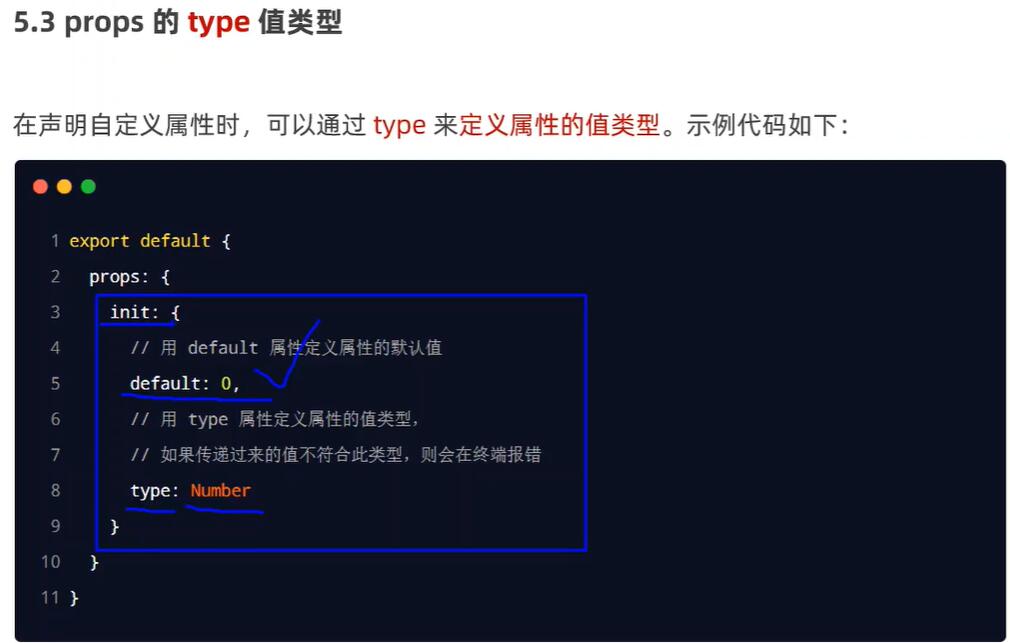 5.3 props 的 type 值类型
在声明自定义属性时，可以通过 type 来定义属性的值类型。示例代码如下：
1 export default {
2 props: {
3 init: {
4 // 用 default 属性定义属性的默认值
5 default: 0,
6 // 用 type 属性定义属性的值类型，
7 // 如果传递过来的值不符合此类型，则会在终端报错
8 type: Number
9 }
10 }
11 }